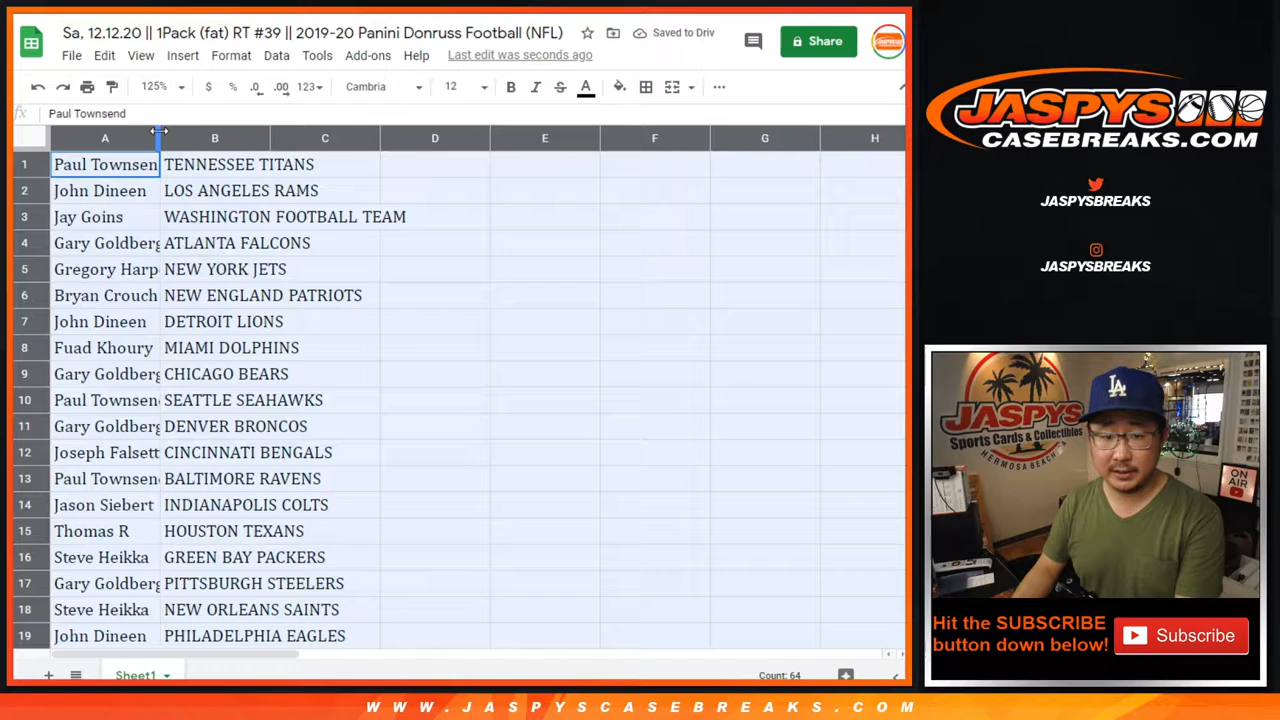 Sa, 12.12.20 || 1Pack (fat) RT #39 || 2019-20 Panini Donruss Football (NFL)
Saved to Driv
Share
File Edit View Insert Format Data Tools Add-ons Help Last edit was seconds ago
125% $ % .0 .00 123 Cambria 12 B I S A
fx Paul Townsend
A B C D E F G H
1 Paul Townsen TENNESSEE TITANS
2 John Dineen LOS ANGELES RAMS
3 Jay Goins WASHINGTON FOOTBALL TEAM
4 Gary Goldberg ATLANTA FALCONS
5 Gregory Harp NEW YORK JETS
6 Bryan Crouch NEW ENGLAND PATRIOTS
7 John Dineen DETROIT LIONS
8 Fuad Khoury MIAMI DOLPHINS
9 Gary Goldberg CHICAGO BEARS
10 Paul Townsen SEATTLE SEAHAWKS
11 Gary Goldberg DENVER BRONCOS
12 Joseph Falsett CINCINNATI BENGALS
13 Paul Townsen BALTIMORE RAVENS
14 Jason Siebert INDIANAPOLIS COLTS
15 Thomas R HOUSTON TEXANS
16 Steve Heikka GREEN BAY PACKERS
17 Gary Goldberg PITTSBURGH STEELERS
18 Steve Heikka NEW ORLEANS SAINTS
19 John Dineen PHILADELPHIA EAGLES
Sheet1
Count: 64
JASPYS
CASEBREAKS.COM
JASPYSBREAKS
JASPYSBREAKS
LA
JASPYS
Sports Cards & Collectibles
HERMOSA BEACH
ON AIR
Hit the SUBSCRIBE
button down below!
Subscribe
WWW.JASPYSCASEBREAKS.COM